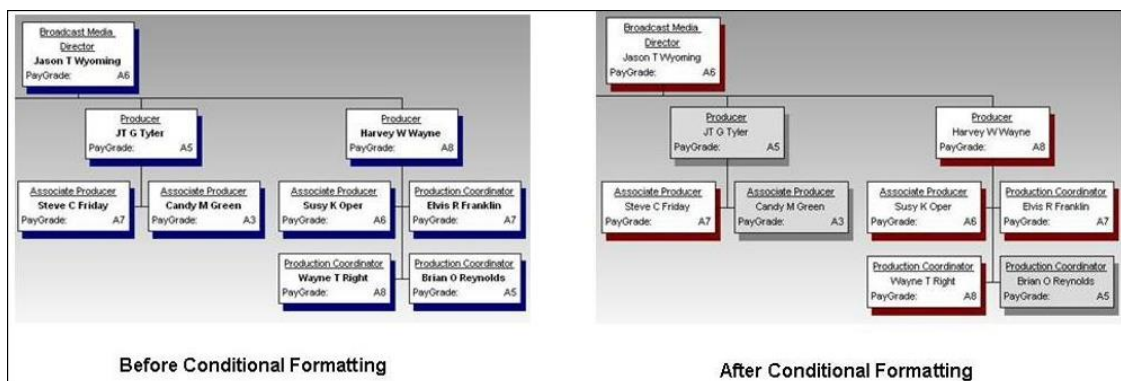 Broadcast Media
Director
Jason T Wyoming
PayGrade: A6
Producer
JT G Tyler
PayGrade: A5
Producer
Harvey W Wayne
PayGrade: A8
Associate Producer
Steve C Friday
PayGrade: A7
Associate Producer
Candy M Green
PayGrade: A3
Associate Producer
Susy K Oper
PayGrade: A6
Production Coordinator
Elvis R Franklin
PayGrade: A7
Production Coordinator
Wayne T Right
PayGrade: A8
Production Coordinator
Brian O Reynolds
PayGrade: A5
Before Conditional Formatting
Broadcast Media
Director
Jason T Wyoming
PayGrade: A6
Producer
JT G Tyler
PayGrade: A5
Producer
Harvey W Wayne
PayGrade: A8
Associate Producer
Steve C Friday
PayGrade: A7
Associate Producer
Candy M Green
PayGrade: A3
Associate Producer
Susy K Oper
PayGrade: A6
Production Coordinator
Elvis R Franklin
PayGrade: A7
Production Coordinator
Wayne T Right
PayGrade: A8
Production Coordinator
Brian O Reynolds
PayGrade: A5
After Conditional Formatting